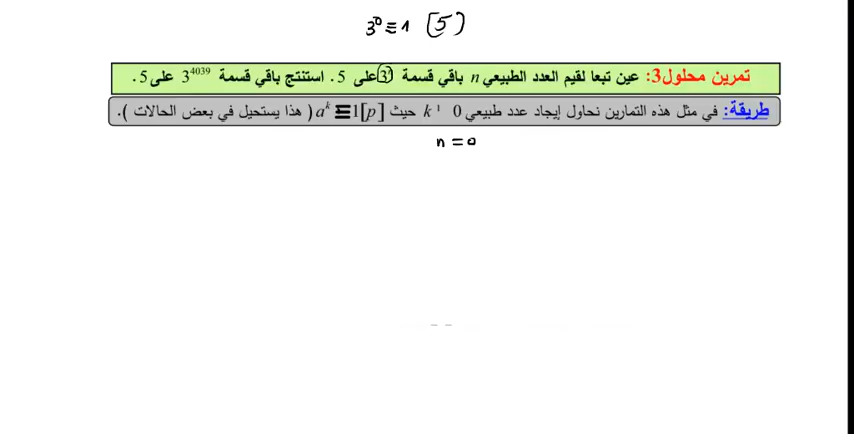 3⁰ ≡ 1 [5]
تمرين محلول3: عين تبعا لقيم العدد الطبيعي n باقي قسمة 3ⁿ على 5 . استنتج باقي قسمة 3⁴⁰³⁹ على 5 .
طريقة: في مثل هذه التمارين نحاول إيجاد عدد طبيعي k ¹ 0 حيث aᵏ ≡ 1[p] ( هذا يستحيل في بعض الحالات ) .
n = 0